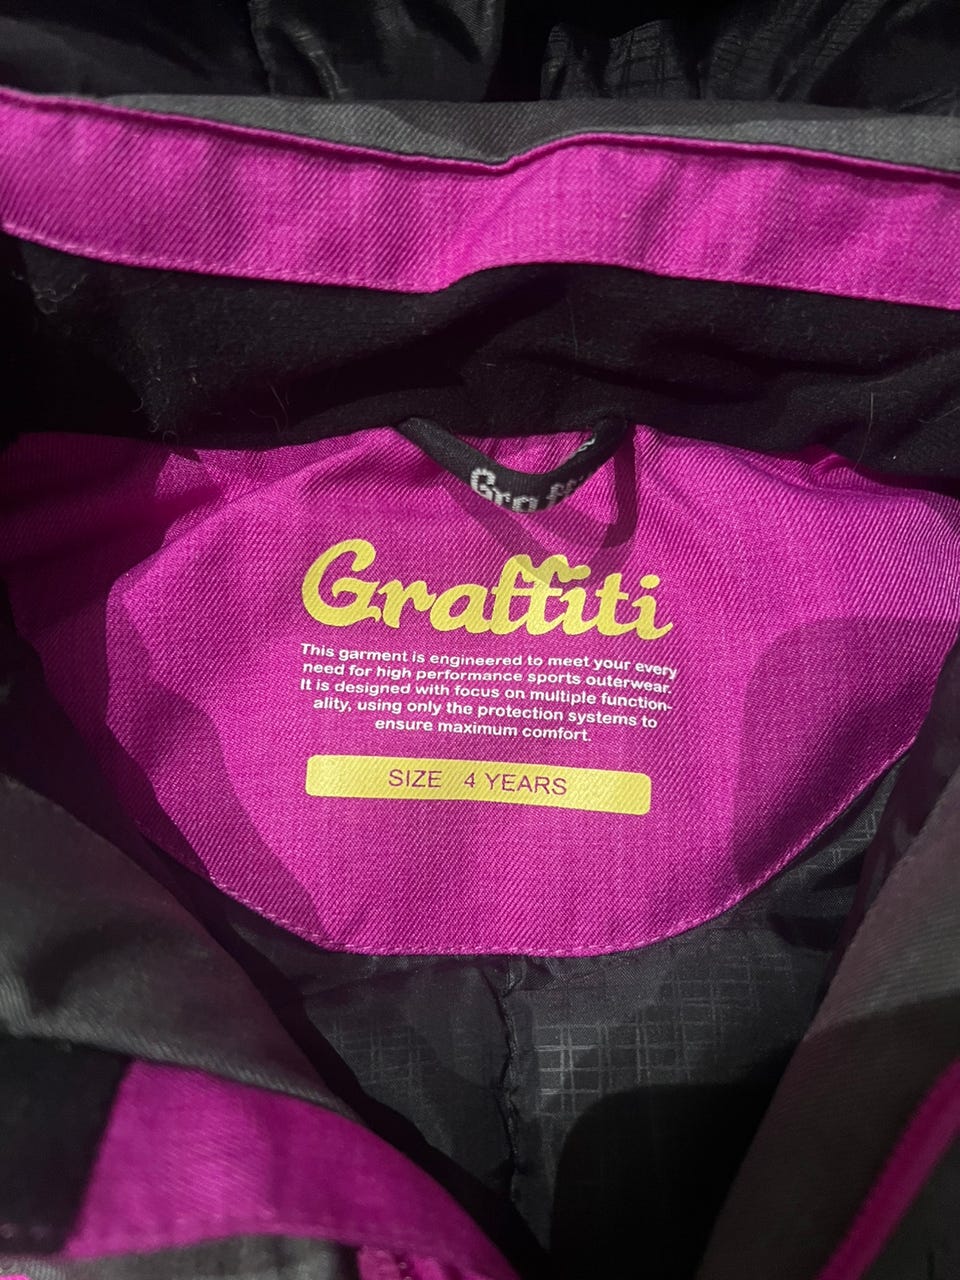 Graffi
Graffiti
This garment is engineered to meet your every
need for high performance sports outerwear.
It is designed with focus on multiple function-
ality, using only the protection systems to
ensure maximum comfort.
SIZE 4 YEARS